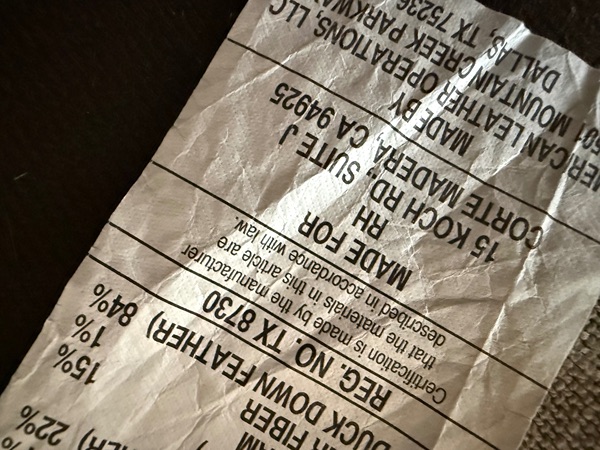 22%
15%
FIBER 1%
DUCK DOWN FEATHER) 84%
REG. NO. TX 8730
Certification is made by the manufacturer
that the materials in this article are
described in accordance with law.
MADE FOR
RH
15 KOCH RD, SUITE J
CORTE MADERA, CA 94925
MADE BY
AMERICAN LEATHER OPERATIONS, LLC
MOUNTAIN CREEK PARKWAY
DALLAS, TX 75236